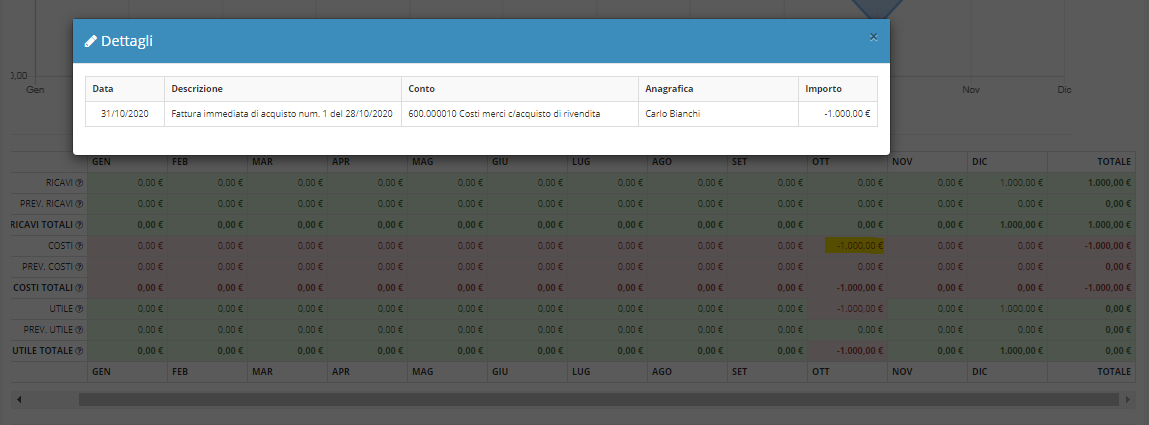 Dettagli ×
Data Descrizione Conto Anagrafica Importo
31/10/2020 Fattura immediata di acquisto num. 1 del 28/10/2020 600.000010 Costi merci c/acquisto di rivendita Carlo Bianchi -1.000,00 €
0,00
Gen Nov Dic
GEN FEB MAR APR MAG GIU LUG AGO SET OTT NOV DIC TOTALE
RICAVI 0,00 € 0,00 € 0,00 € 0,00 € 0,00 € 0,00 € 0,00 € 0,00 € 0,00 € 0,00 € 0,00 € 1.000,00 € 1.000,00 €
PREV. RICAVI 0,00 € 0,00 € 0,00 € 0,00 € 0,00 € 0,00 € 0,00 € 0,00 € 0,00 € 0,00 € 0,00 € 0,00 € 0,00 €
RICAVI TOTALI 0,00 € 0,00 € 0,00 € 0,00 € 0,00 € 0,00 € 0,00 € 0,00 € 0,00 € 0,00 € 0,00 € 1.000,00 € 1.000,00 €
COSTI 0,00 € 0,00 € 0,00 € 0,00 € 0,00 € 0,00 € 0,00 € 0,00 € 0,00 € -1.000,00 € 0,00 € 0,00 € -1.000,00 €
PREV. COSTI 0,00 € 0,00 € 0,00 € 0,00 € 0,00 € 0,00 € 0,00 € 0,00 € 0,00 € 0,00 € 0,00 € 0,00 € 0,00 €
COSTI TOTALI 0,00 € 0,00 € 0,00 € 0,00 € 0,00 € 0,00 € 0,00 € 0,00 € 0,00 € -1.000,00 € 0,00 € 0,00 € -1.000,00 €
UTILE 0,00 € 0,00 € 0,00 € 0,00 € 0,00 € 0,00 € 0,00 € 0,00 € 0,00 € -1.000,00 € 0,00 € 1.000,00 € 0,00 €
PREV. UTILE 0,00 € 0,00 € 0,00 € 0,00 € 0,00 € 0,00 € 0,00 € 0,00 € 0,00 € 0,00 € 0,00 € 0,00 € 0,00 €
UTILE TOTALE 0,00 € 0,00 € 0,00 € 0,00 € 0,00 € 0,00 € 0,00 € 0,00 € 0,00 € -1.000,00 € 0,00 € 1.000,00 € 0,00 €
GEN FEB MAR APR MAG GIU LUG AGO SET OTT NOV DIC TOTALE